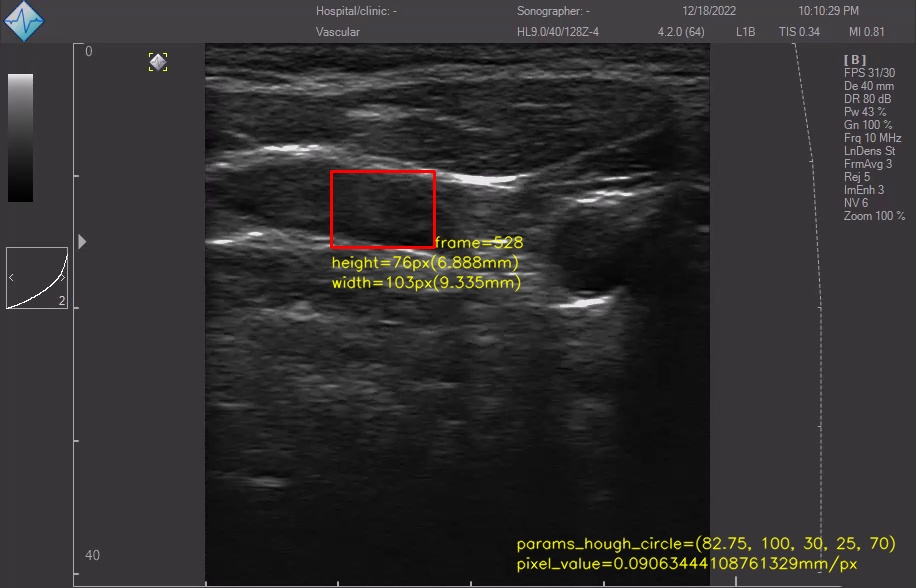 Hospital/clinic: - Sonographer: - 12/18/2022 10:10:29 PM
Vascular HL9.0/40/128Z-4 4.2.0 (64) L1B TIS 0.34 MI 0.81
0
[ B ]
FPS 31/30
De 40 mm
DR 80 dB
Pw 43 %
Gn 100 %
Frq 10 MHz
LnDens St
FrmAvg 3
Rej 5
ImEnh 3
NV 6
Zoom 100 %
frame=528
height=76px(6.888mm)
width=103px(9.335mm)
2
params_hough_circle=(82.75, 100, 30, 25, 70)
40
pixel_value=0.09063444108761329mm/px